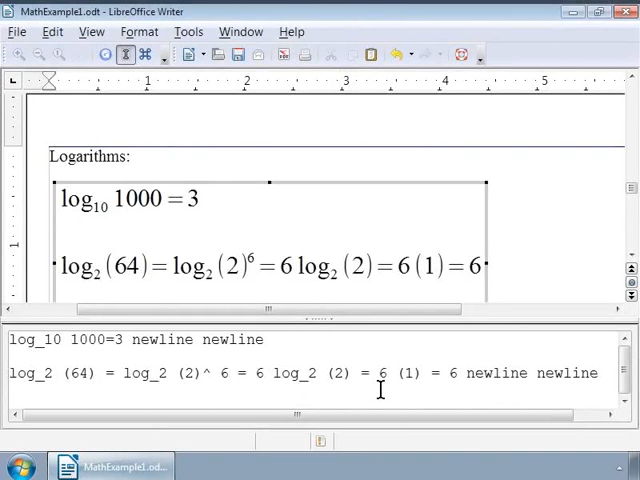 MathExample1.odt - LibreOffice Writer
File Edit View Format Tools Window Help
1 2 3 4 5
1
Logarithms:
log₁₀ 1000 = 3
log₂ (64) = log₂ (2)⁶ = 6 log₂ (2) = 6 (1) = 6
log_10 1000=3 newline newline
log_2 (64) = log_2 (2)^ 6 = 6 log_2 (2) = 6 (1) = 6 newline newline
MathExample1.od...